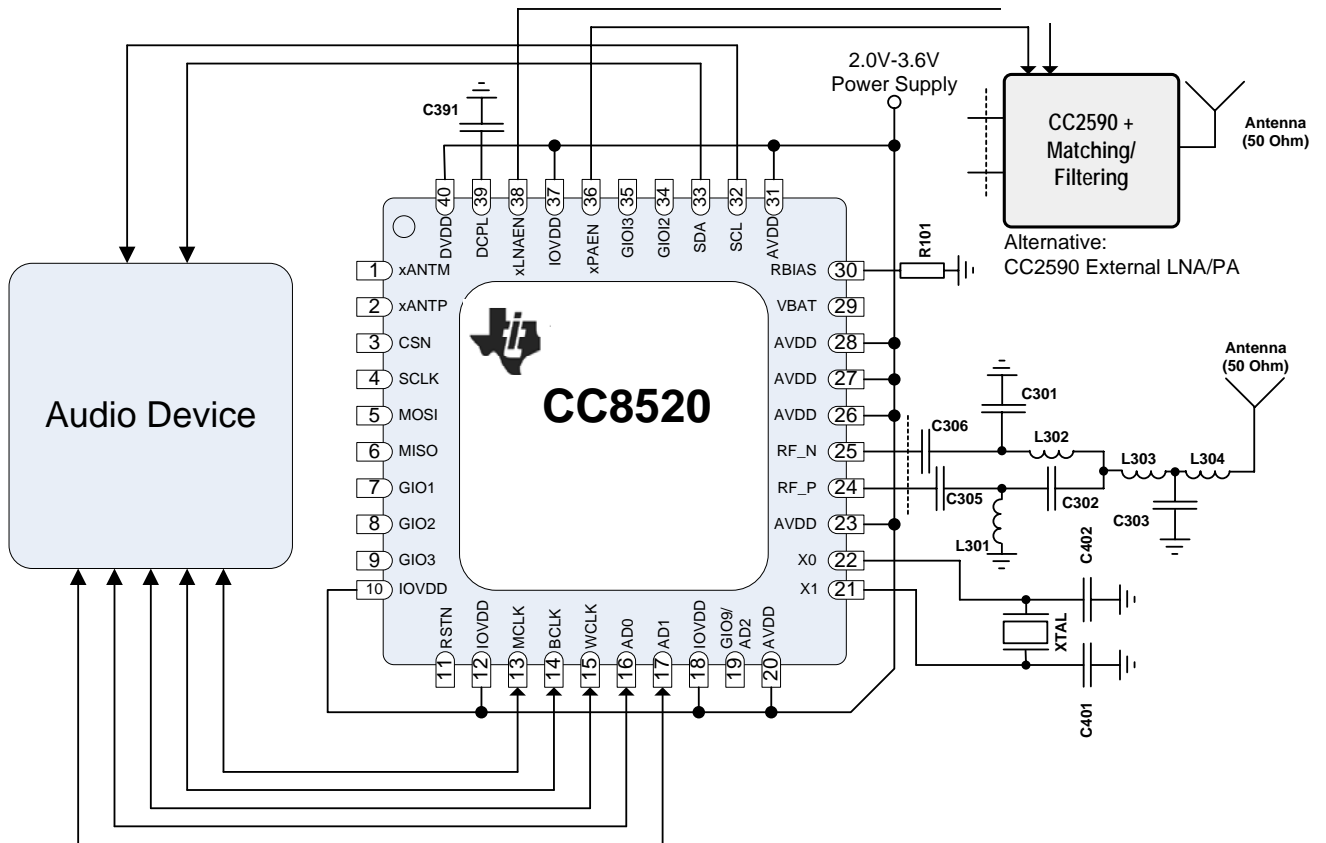 2.0V-3.6V
Power Supply
C391
CC2590 +
Matching/
Filtering
Antenna
(50 Ohm)
Alternative:
CC2590 External LNA/PA
40
39
38
37
36
35
34
33
32
31
DVDD
DCPL
xLNAEN
IOVDD
xPAEN
GIOI3
GIOI2
SDA
SCL
AVDD
R101
1 xANTM
2 xANTP
3 CSN
4 SCLK
5 MOSI
6 MISO
7 GIO1
8 GIO2
9 GIO3
10 IOVDD
Audio Device
CC8520
RBIAS 30
VBAT 29
AVDD 28
AVDD 27
AVDD 26
RF_N 25
RF_P 24
AVDD 23
X0 22
X1 21
Antenna
(50 Ohm)
C301
C306
L302
L303
L304
C305
C302
C303
L301
C402
XTAL
C401
RSTN
IOVDD
MCLK
BCLK
WCLK
AD0
AD1
IOVDD
GIO9/
AD2
AVDD
11
12
13
14
15
16
17
18
19
20